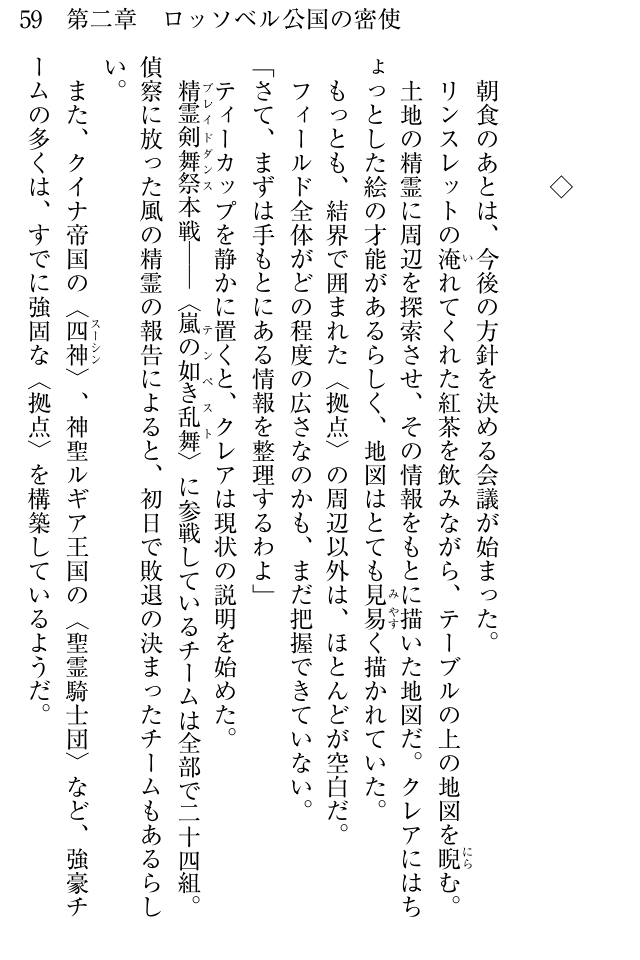 59　第二章　ロッソベル公国の密使
◇
　朝食のあとは、今後の方針を決める会議が始まった。
　リンスレットの淹れてくれた紅茶を飲みながら、テーブルの上の地図を睨む。
　土地の精霊に周辺を探索させ、その情報をもとに描いた地図だ。クレアにはち
ょっとした絵の才能があるらしく、地図はとても見易く描かれていた。
　もっとも、結界で囲まれた〈拠点〉の周辺以外は、ほとんどが空白だ。
　フィールド全体がどの程度の広さなのかも、まだ把握できていない。
「さて、まずは手もとにある情報を整理するわよ」
　ティーカップを静かに置くと、クレアは現状の説明を始めた。
　精霊剣舞祭本戦――〈嵐の如き乱舞〉に参戦しているチームは全部で二十四組。
偵察に放った風の精霊の報告によると、初日で敗退の決まったチームもあるらし
い。
　また、クイナ帝国の〈四神〉、神聖ルギア王国の〈聖霊騎士団〉など、強豪チ
ームの多くは、すでに強固な〈拠点〉を構築しているようだ。